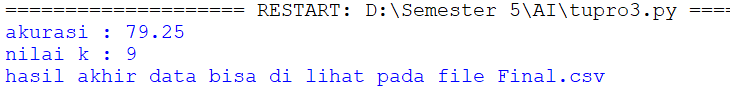 ==================== RESTART: D:\Semester 5\AI\tupro3.py ====
akurasi : 79.25
nilai k : 9
hasil akhir data bisa di lihat pada file Final.csv